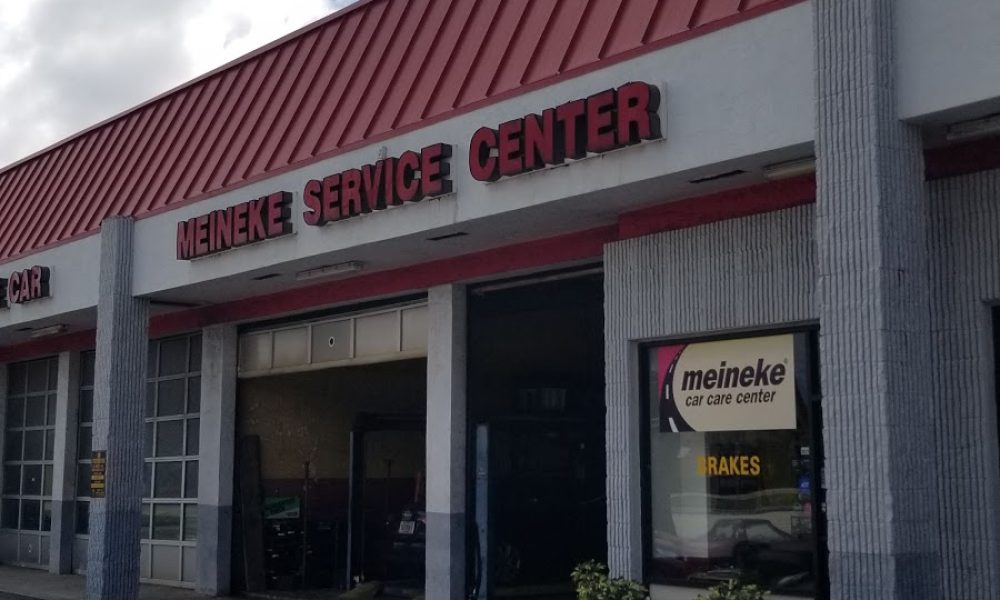 MEINEKE SERVICE CENTER
CAR
meineke®
car care center
BRAKES